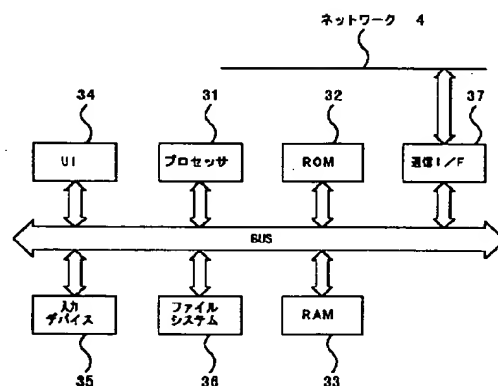 ネットワーク 4
34
31
32
37
UI
プロセッサ
ROM
通信I/F
BUS
入力
デバイス
ファイル
システム
RAM
35
36
33